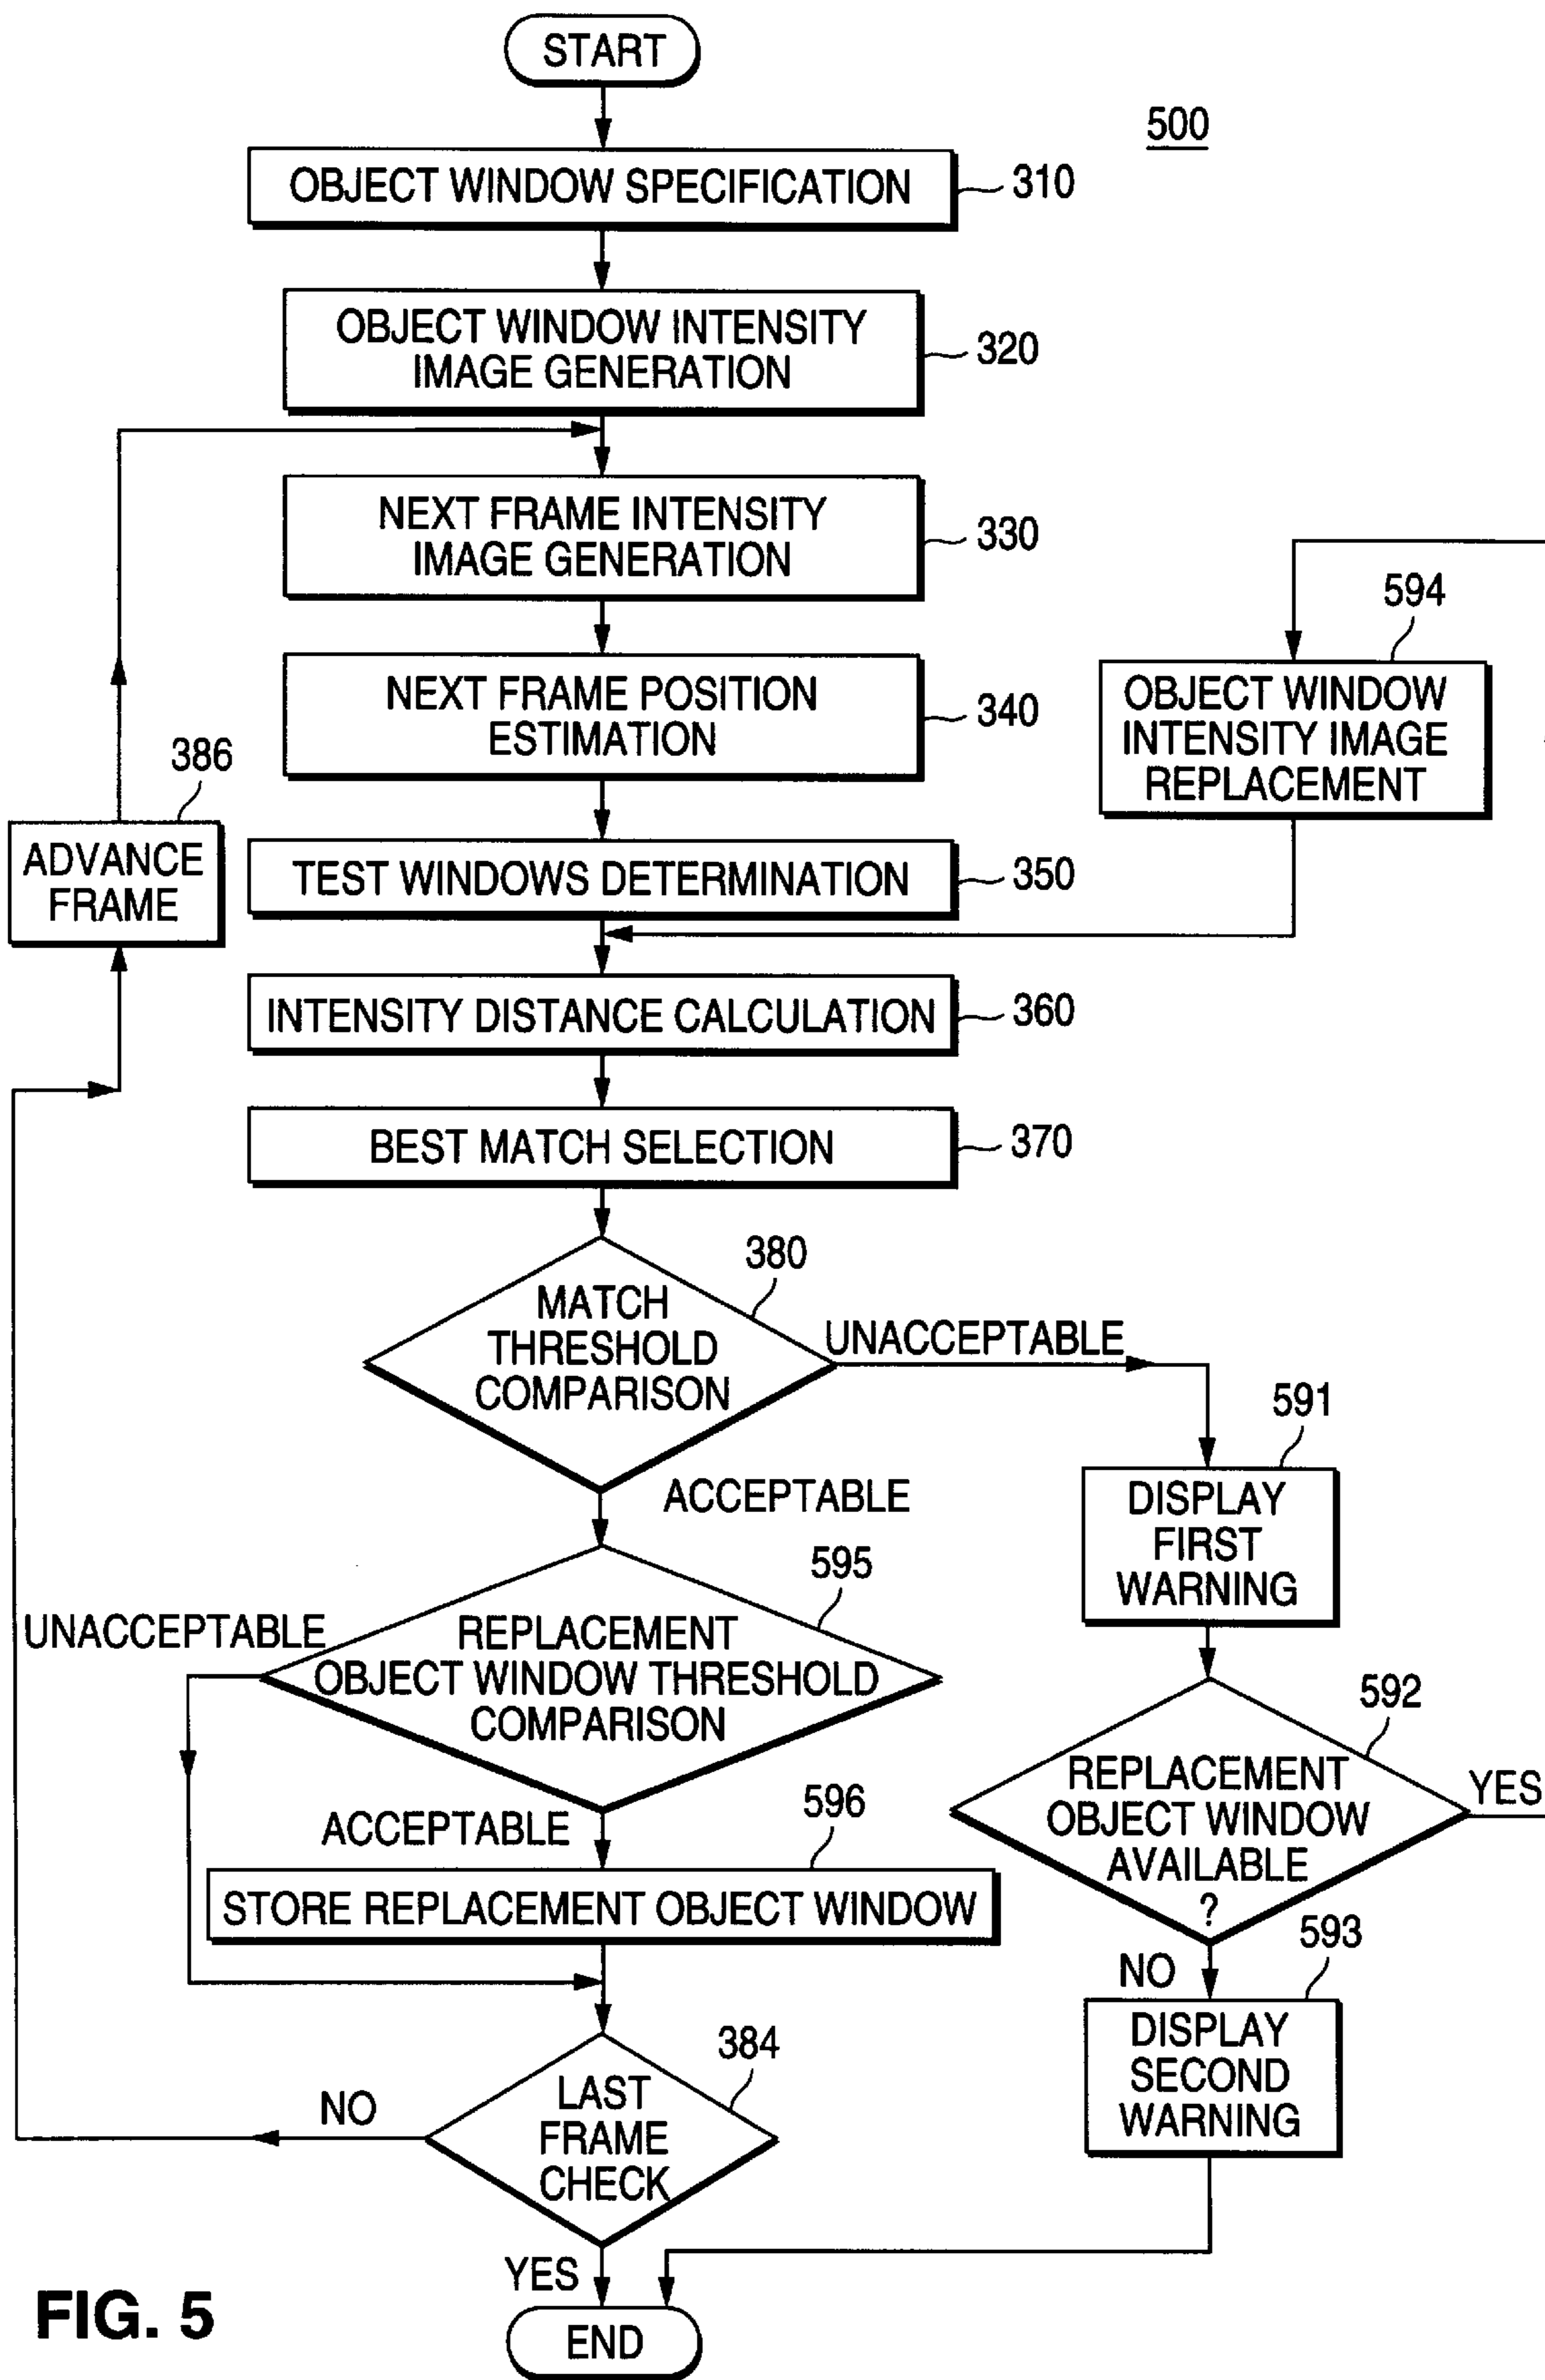 START
500
OBJECT WINDOW SPECIFICATION
310
OBJECT WINDOW INTENSITY
IMAGE GENERATION
320
NEXT FRAME INTENSITY
IMAGE GENERATION
330
594
OBJECT WINDOW
INTENSITY IMAGE
REPLACEMENT
NEXT FRAME POSITION
ESTIMATION
340
386
ADVANCE
FRAME
TEST WINDOWS DETERMINATION
350
INTENSITY DISTANCE CALCULATION
360
BEST MATCH SELECTION
370
380
MATCH
THRESHOLD
COMPARISON
UNACCEPTABLE
591
DISPLAY
FIRST
WARNING
ACCEPTABLE
595
UNACCEPTABLE
REPLACEMENT
OBJECT WINDOW THRESHOLD
COMPARISON
592
REPLACEMENT
OBJECT WINDOW
AVAILABLE
?
YES
ACCEPTABLE
596
STORE REPLACEMENT OBJECT WINDOW
593
NO
DISPLAY
SECOND
WARNING
384
LAST
FRAME
CHECK
NO
YES
END
FIG. 5